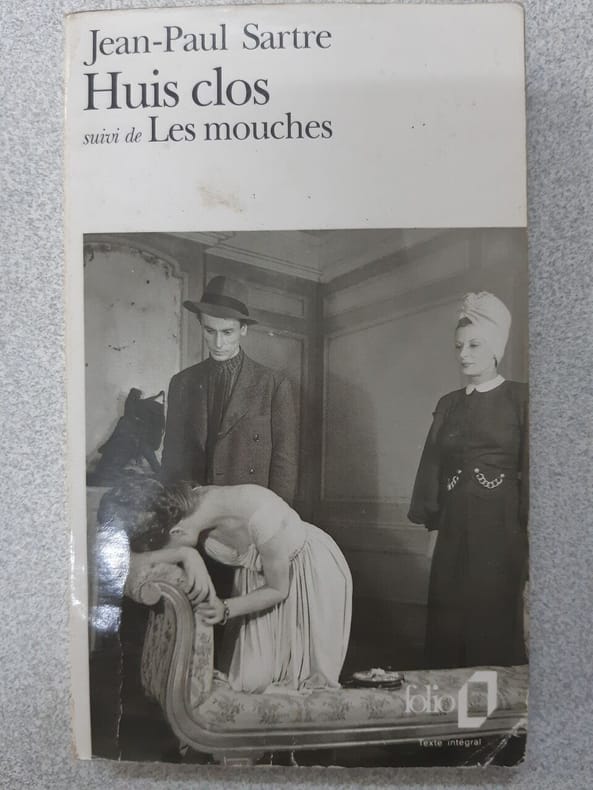 Jean-Paul Sartre
Huis clos
suivi de Les mouches
folio
Texte intégral